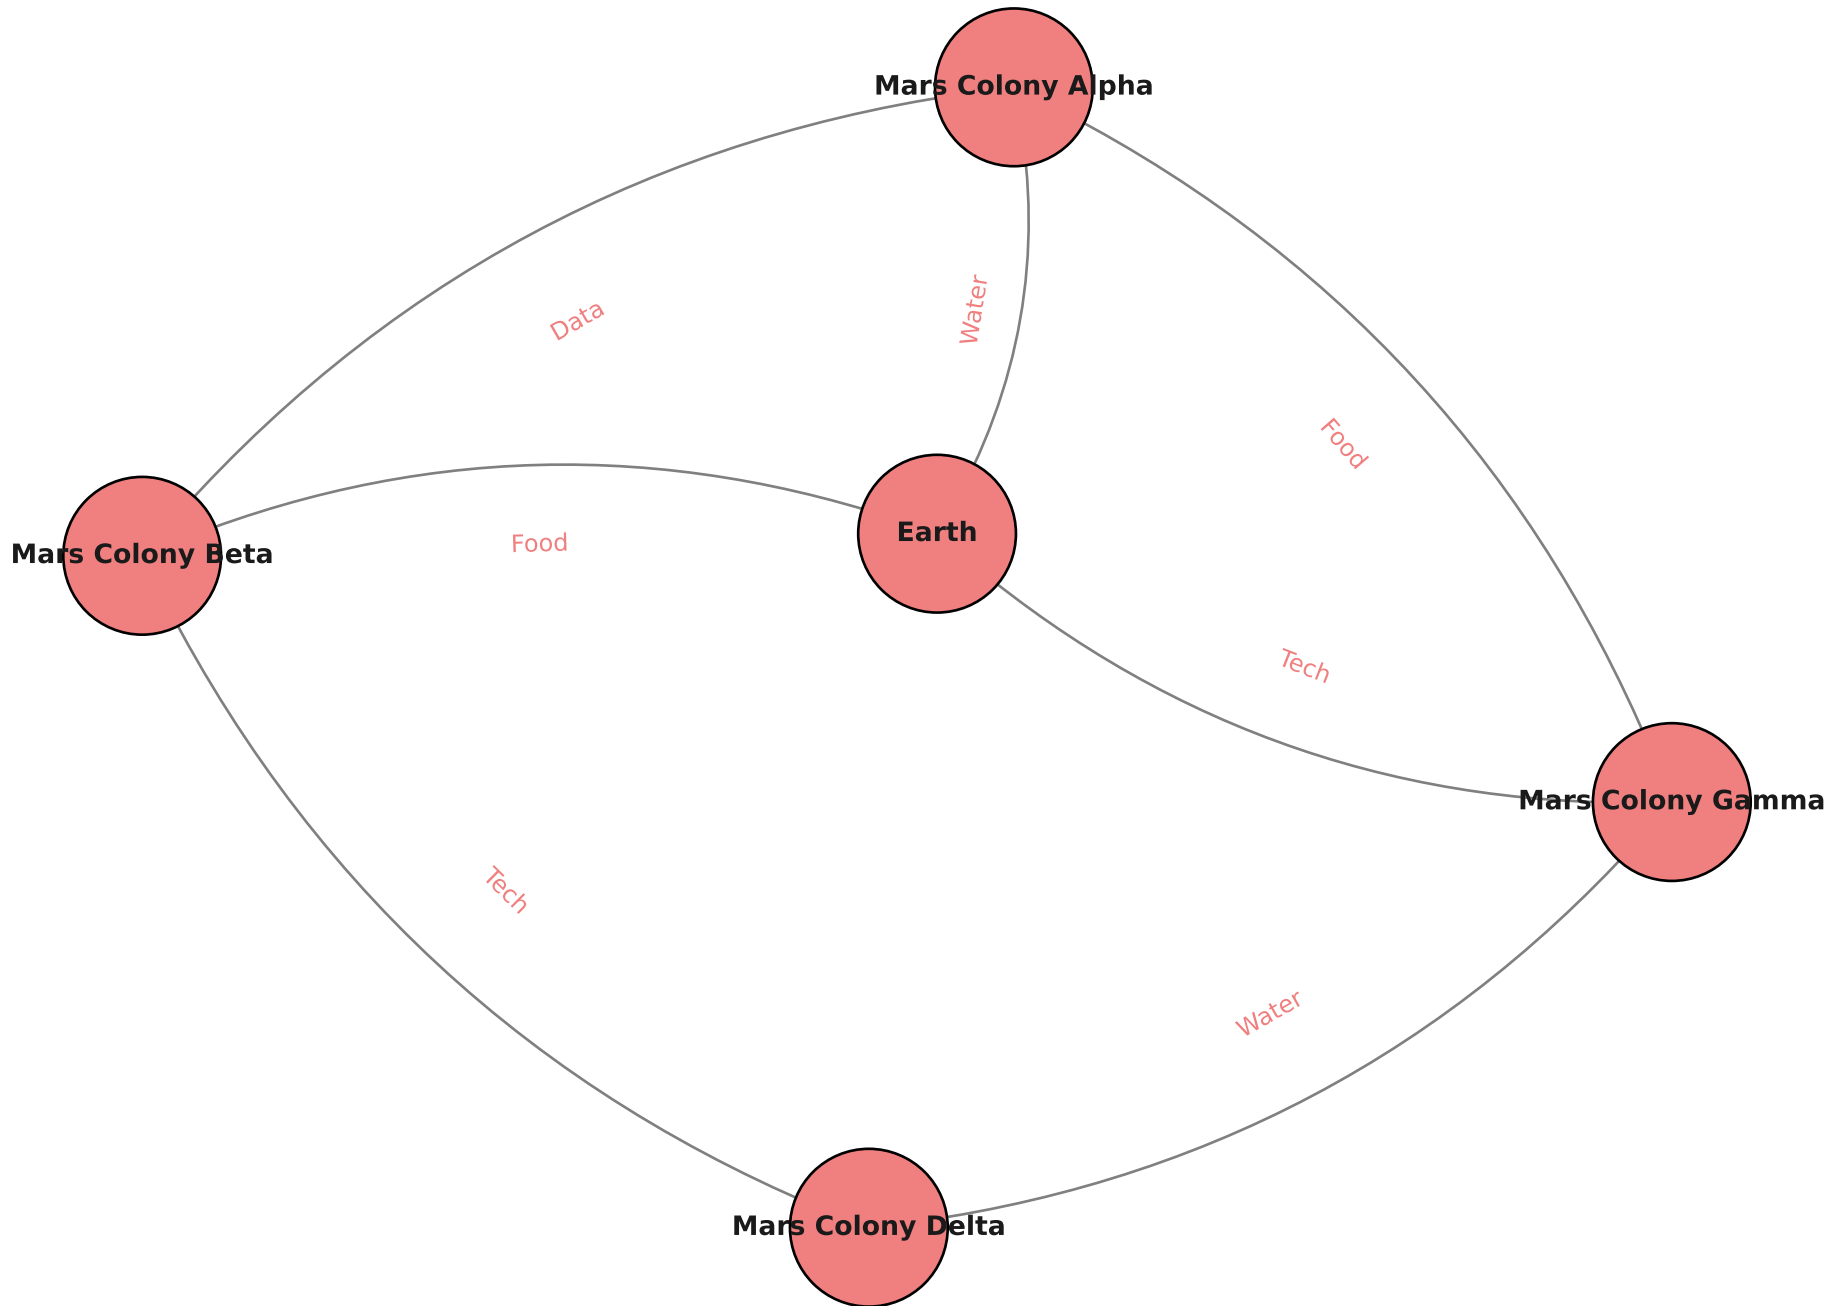 Mars Colony Alpha
Data
Water
Food
Mars Colony Beta
Food
Earth
Tech
Mars Colony Gamma
Tech
Water
Mars Colony Delta